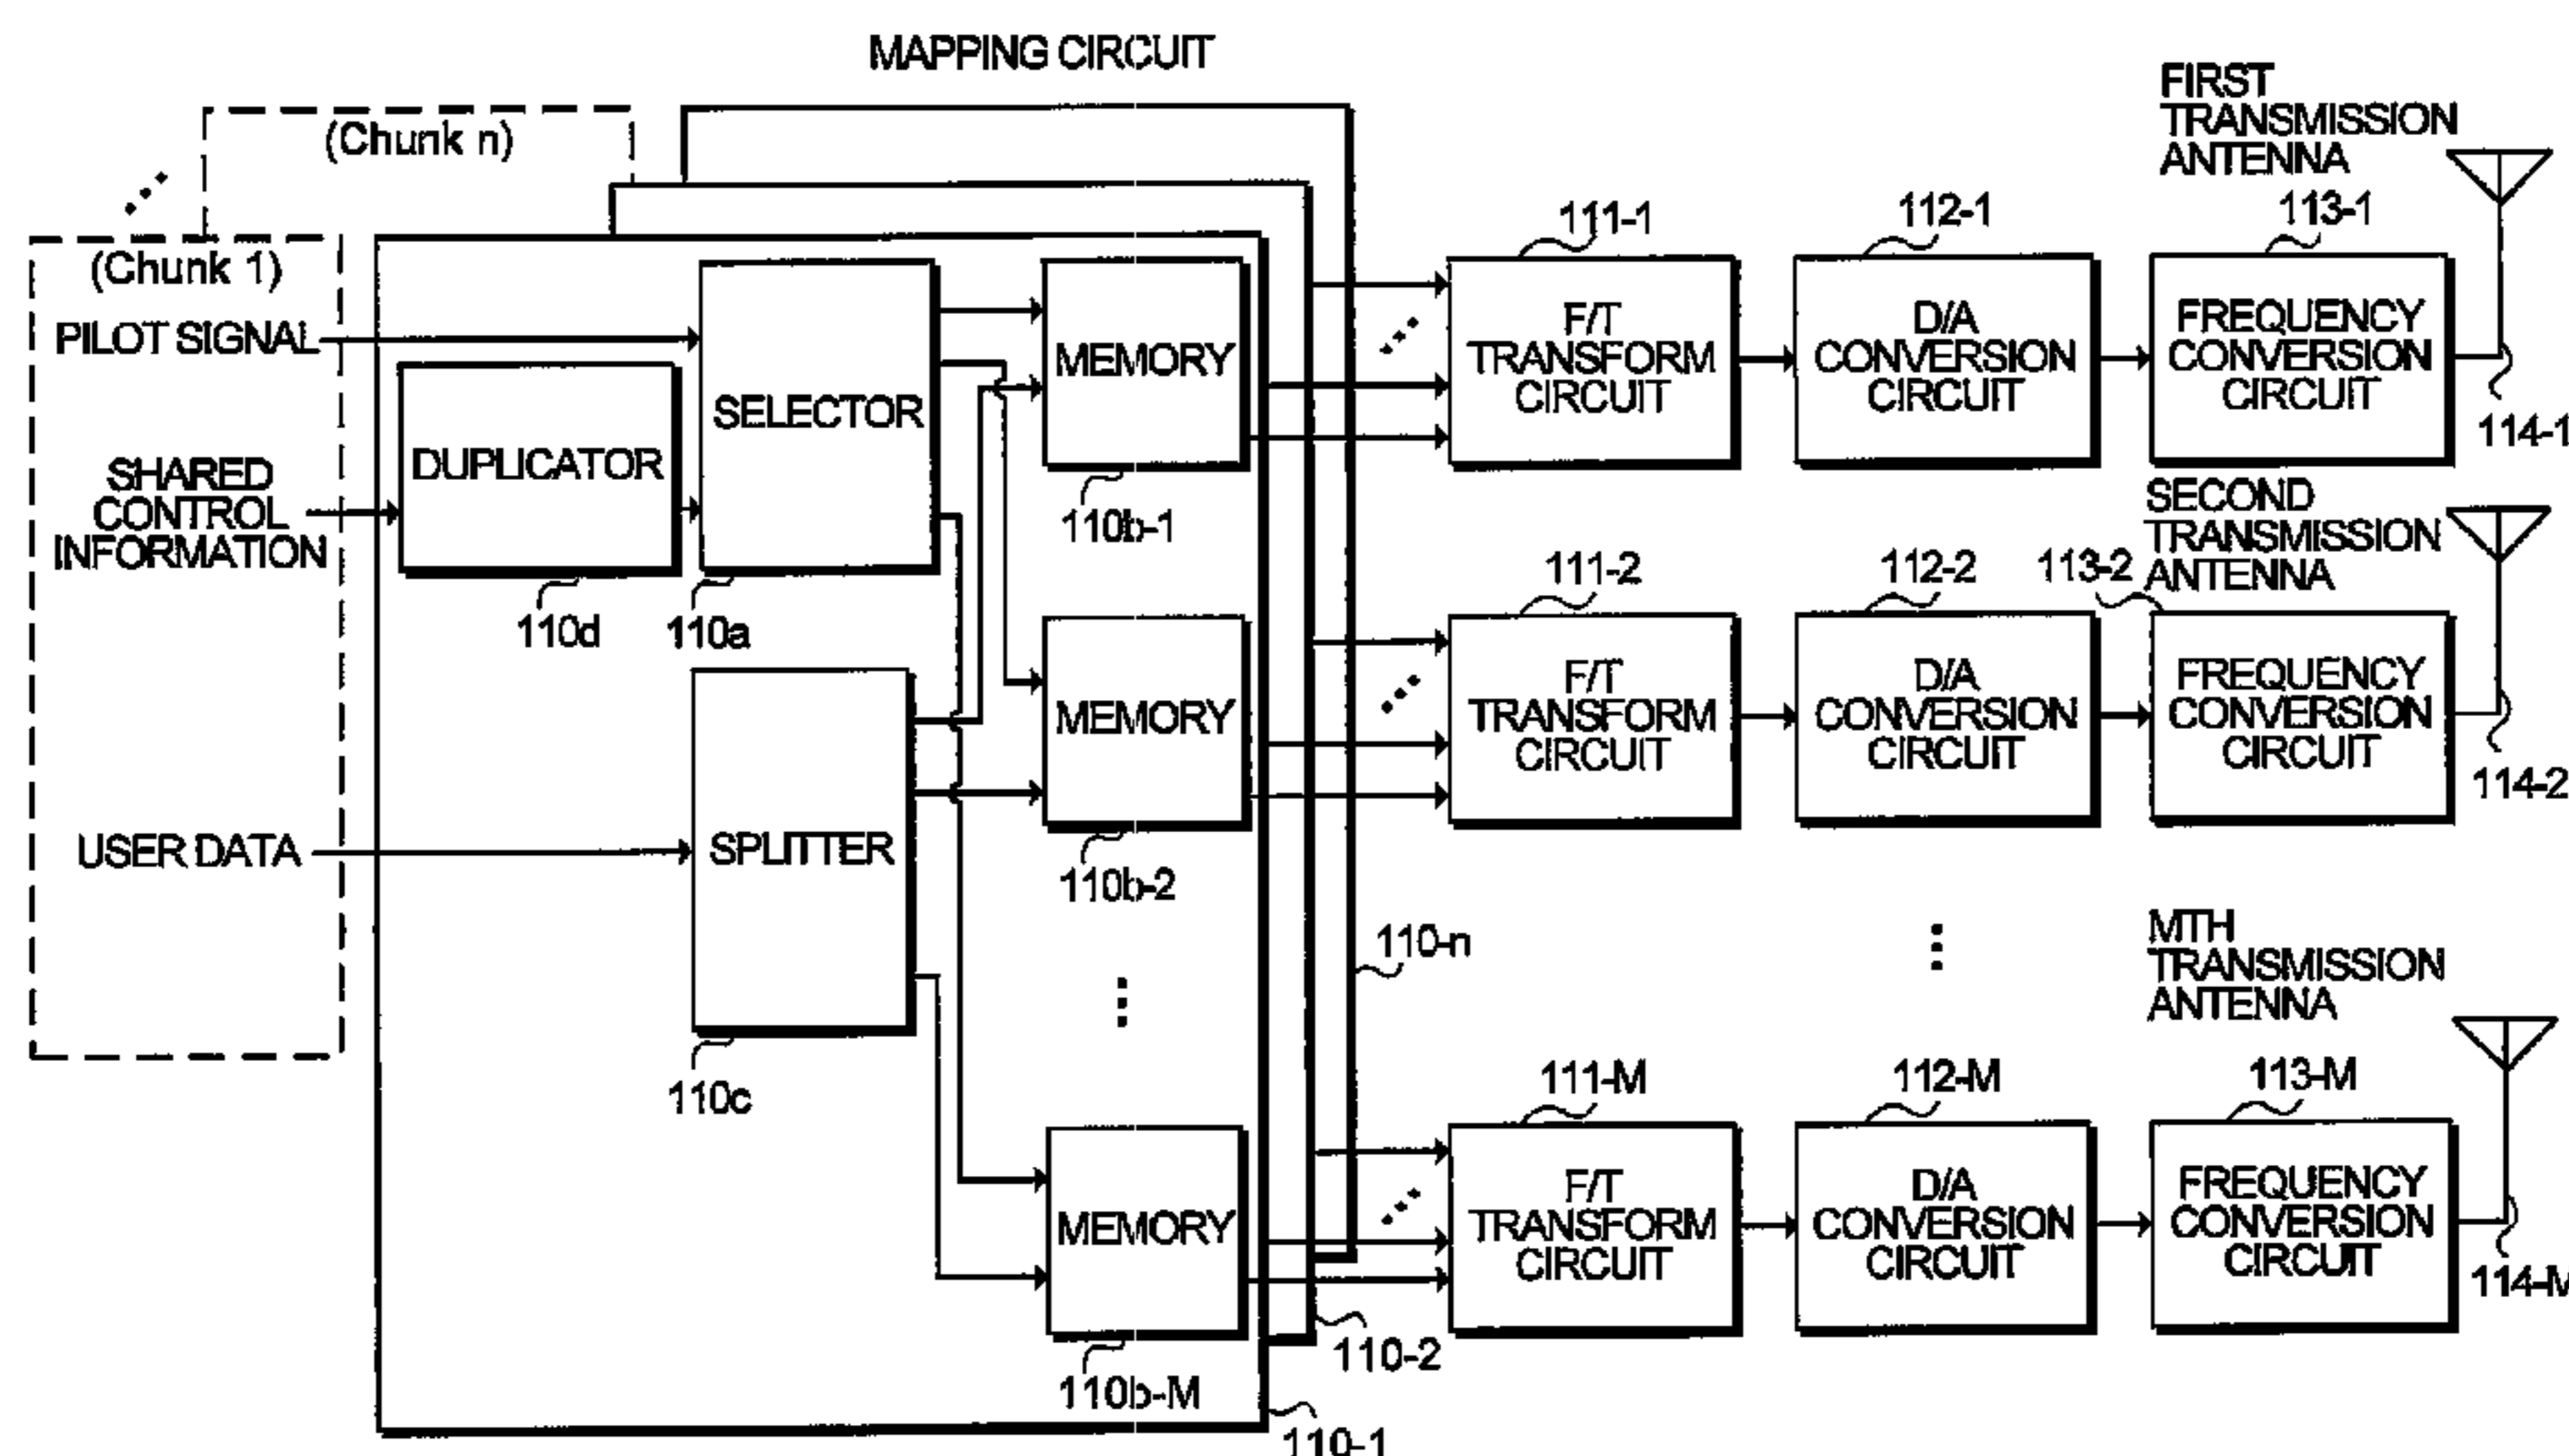 MAPPING CIRCUIT
(Chunk n)
(Chunk 1)
PILOT SIGNAL
SHARED
CONTROL
INFORMATION
USER DATA
DUPLICATOR
110d
SELECTOR
110a
SPLITTER
110c
MEMORY
110b-1
MEMORY
110b-2
MEMORY
110b-M
110-n
110-2
110-1
111-1
F/T
TRANSFORM
CIRCUIT
112-1
D/A
CONVERSION
CIRCUIT
113-1
FREQUENCY
CONVERSION
CIRCUIT
FIRST
TRANSMISSION
ANTENNA
114-1
111-2
F/T
TRANSFORM
CIRCUIT
112-2
D/A
CONVERSION
CIRCUIT
113-2
FREQUENCY
CONVERSION
CIRCUIT
SECOND
TRANSMISSION
ANTENNA
114-2
111-M
F/T
TRANSFORM
CIRCUIT
112-M
D/A
CONVERSION
CIRCUIT
113-M
FREQUENCY
CONVERSION
CIRCUIT
MTH
TRANSMISSION
ANTENNA
114-M